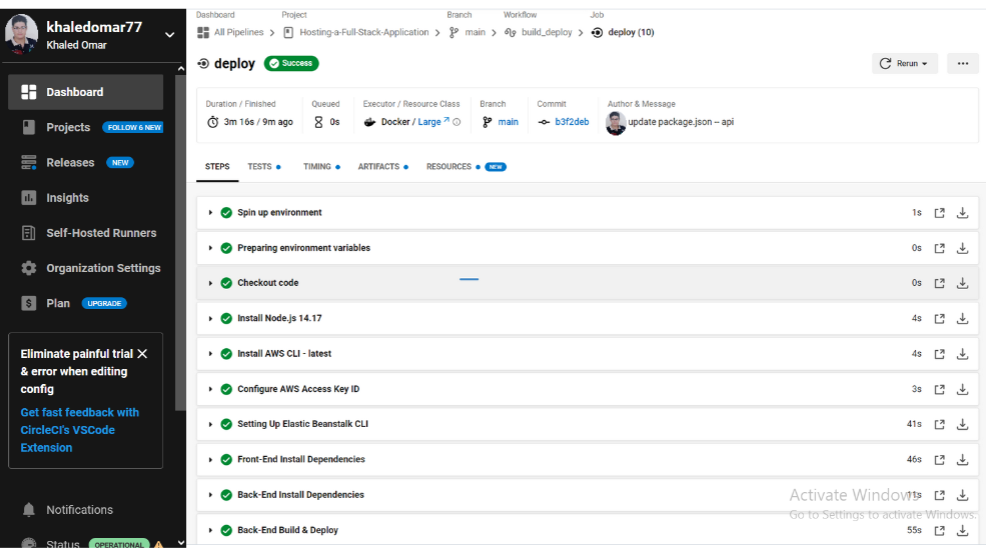 khaledomar77
Khaled Omar
Dashboard
Projects FOLLOW 6 NEW
Releases NEW
Insights
Self-Hosted Runners
Organization Settings
Plan UPGRADE
Eliminate painful trial
& error when editing
config
Get fast feedback with
CircleCI's VSCode
Extension
Notifications
Status OPERATIONAL
Dashboard Project Branch Workflow Job
All Pipelines > Hosting-a-Full-Stack-Application > main > build_deploy > deploy (10)
deploy Success Rerun
Duration / Finished Queued Executor / Resource Class Branch Commit Author & Message
3m 16s / 9m ago 0s Docker / Large main b3f2deb update package.json -- api
STEPS TESTS TIMING ARTIFACTS RESOURCES NEW
Spin up environment 1s
Preparing environment variables 0s
Checkout code 0s
Install Node.js 14.17 4s
Install AWS CLI - latest 4s
Configure AWS Access Key ID 3s
Setting Up Elastic Beanstalk CLI 41s
Front-End Install Dependencies 46s
Back-End Install Dependencies 11s
Back-End Build & Deploy 55s
Activate Windows
Go to Settings to activate Windows.